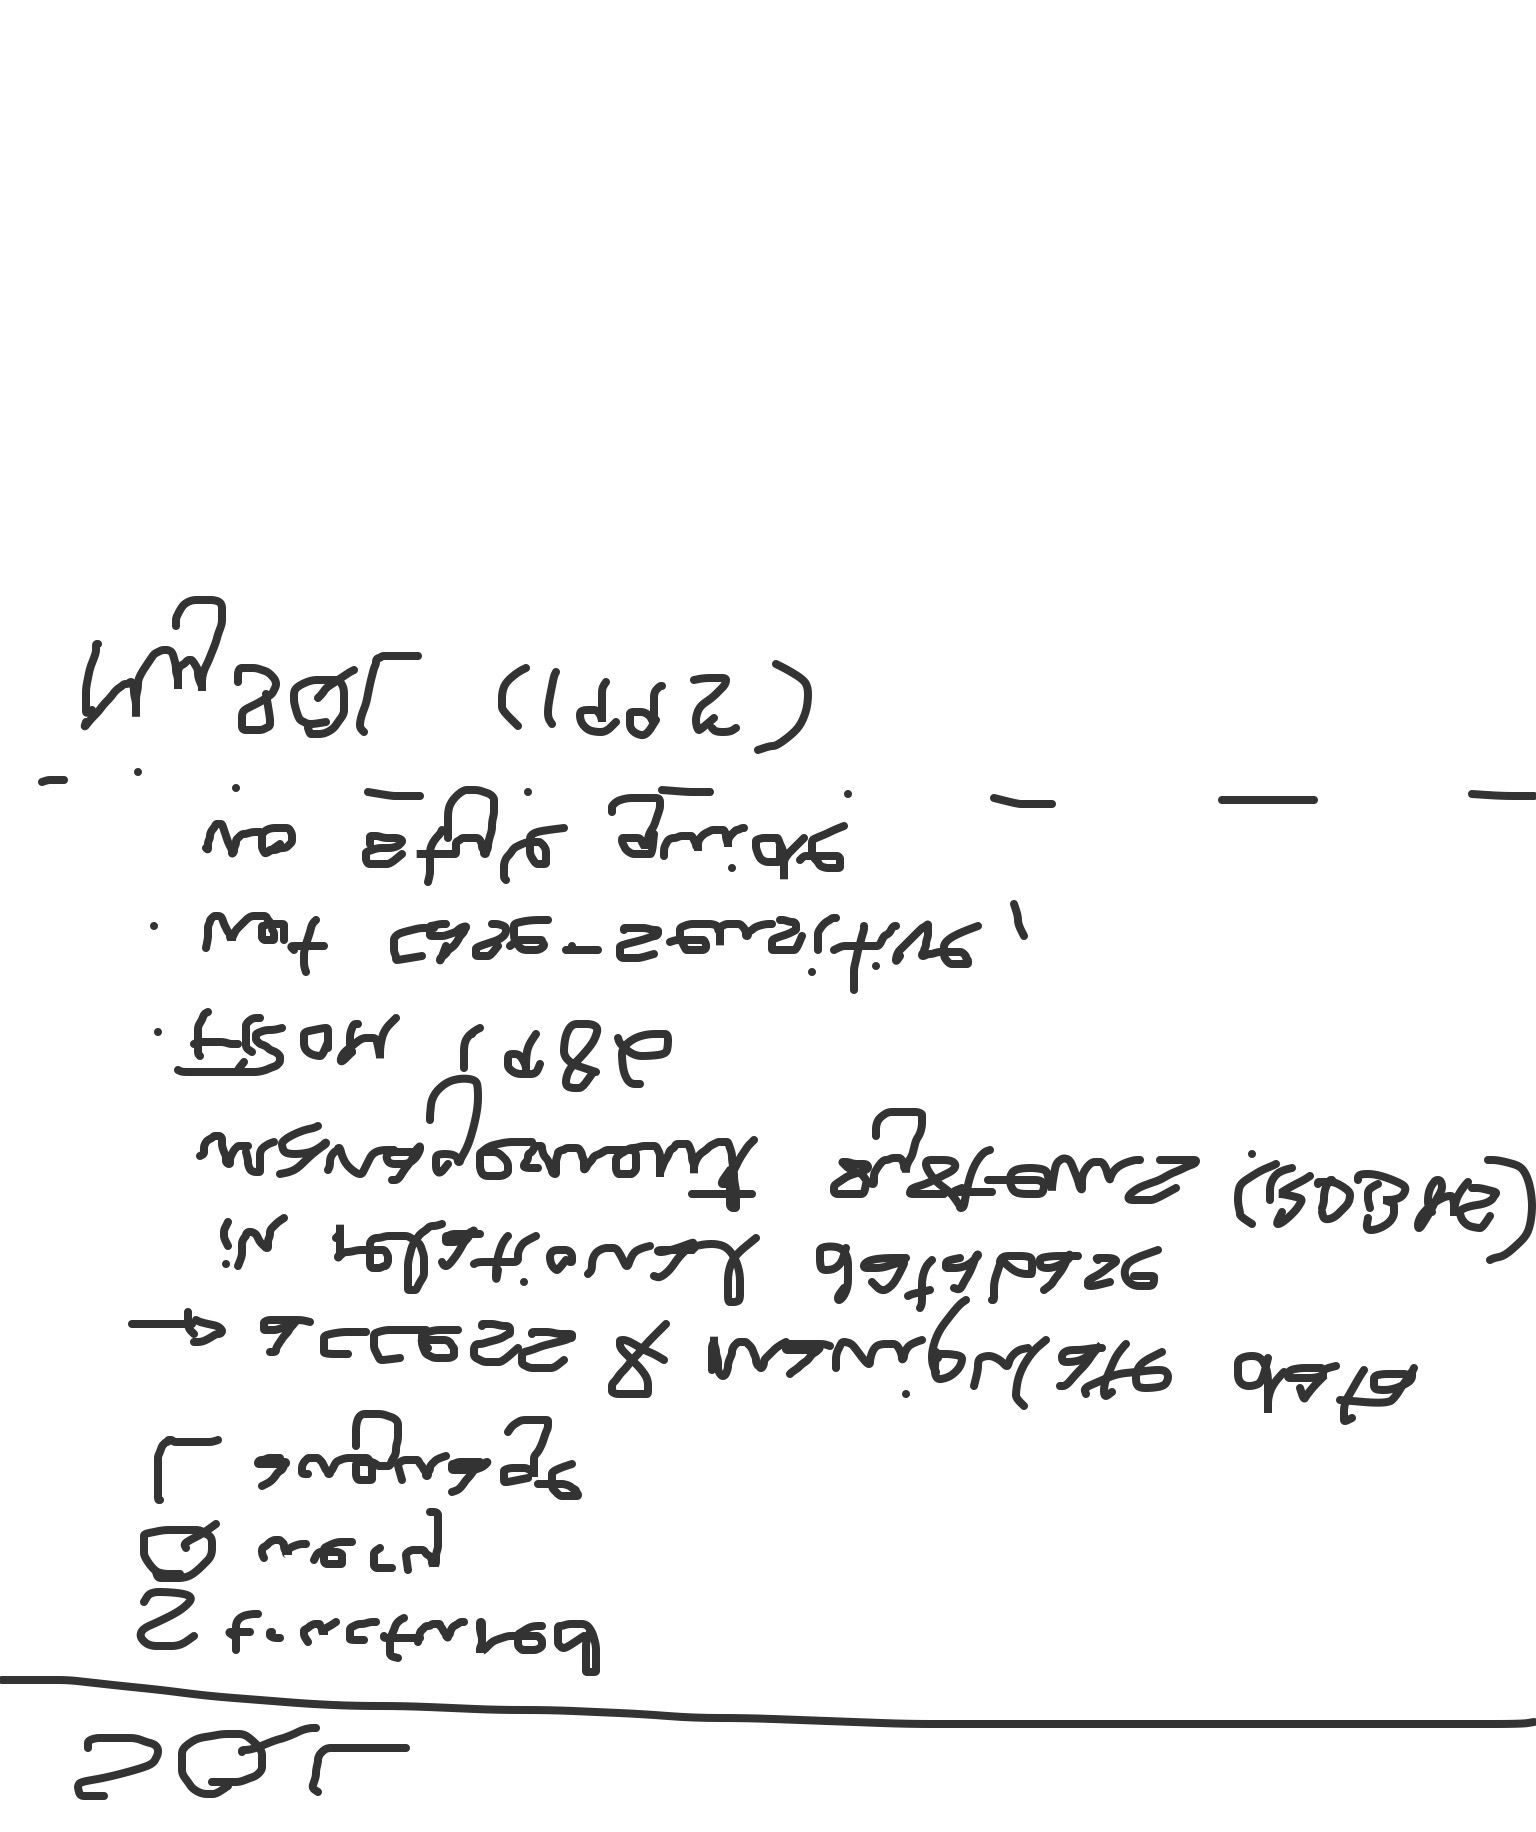 SQL
Structured
Query
Language
→ access & manipulate data
in relational database
management systems (RDBMS)
. FROM 1986
. not case-sensitive,
no style guide
MySQL (1995)